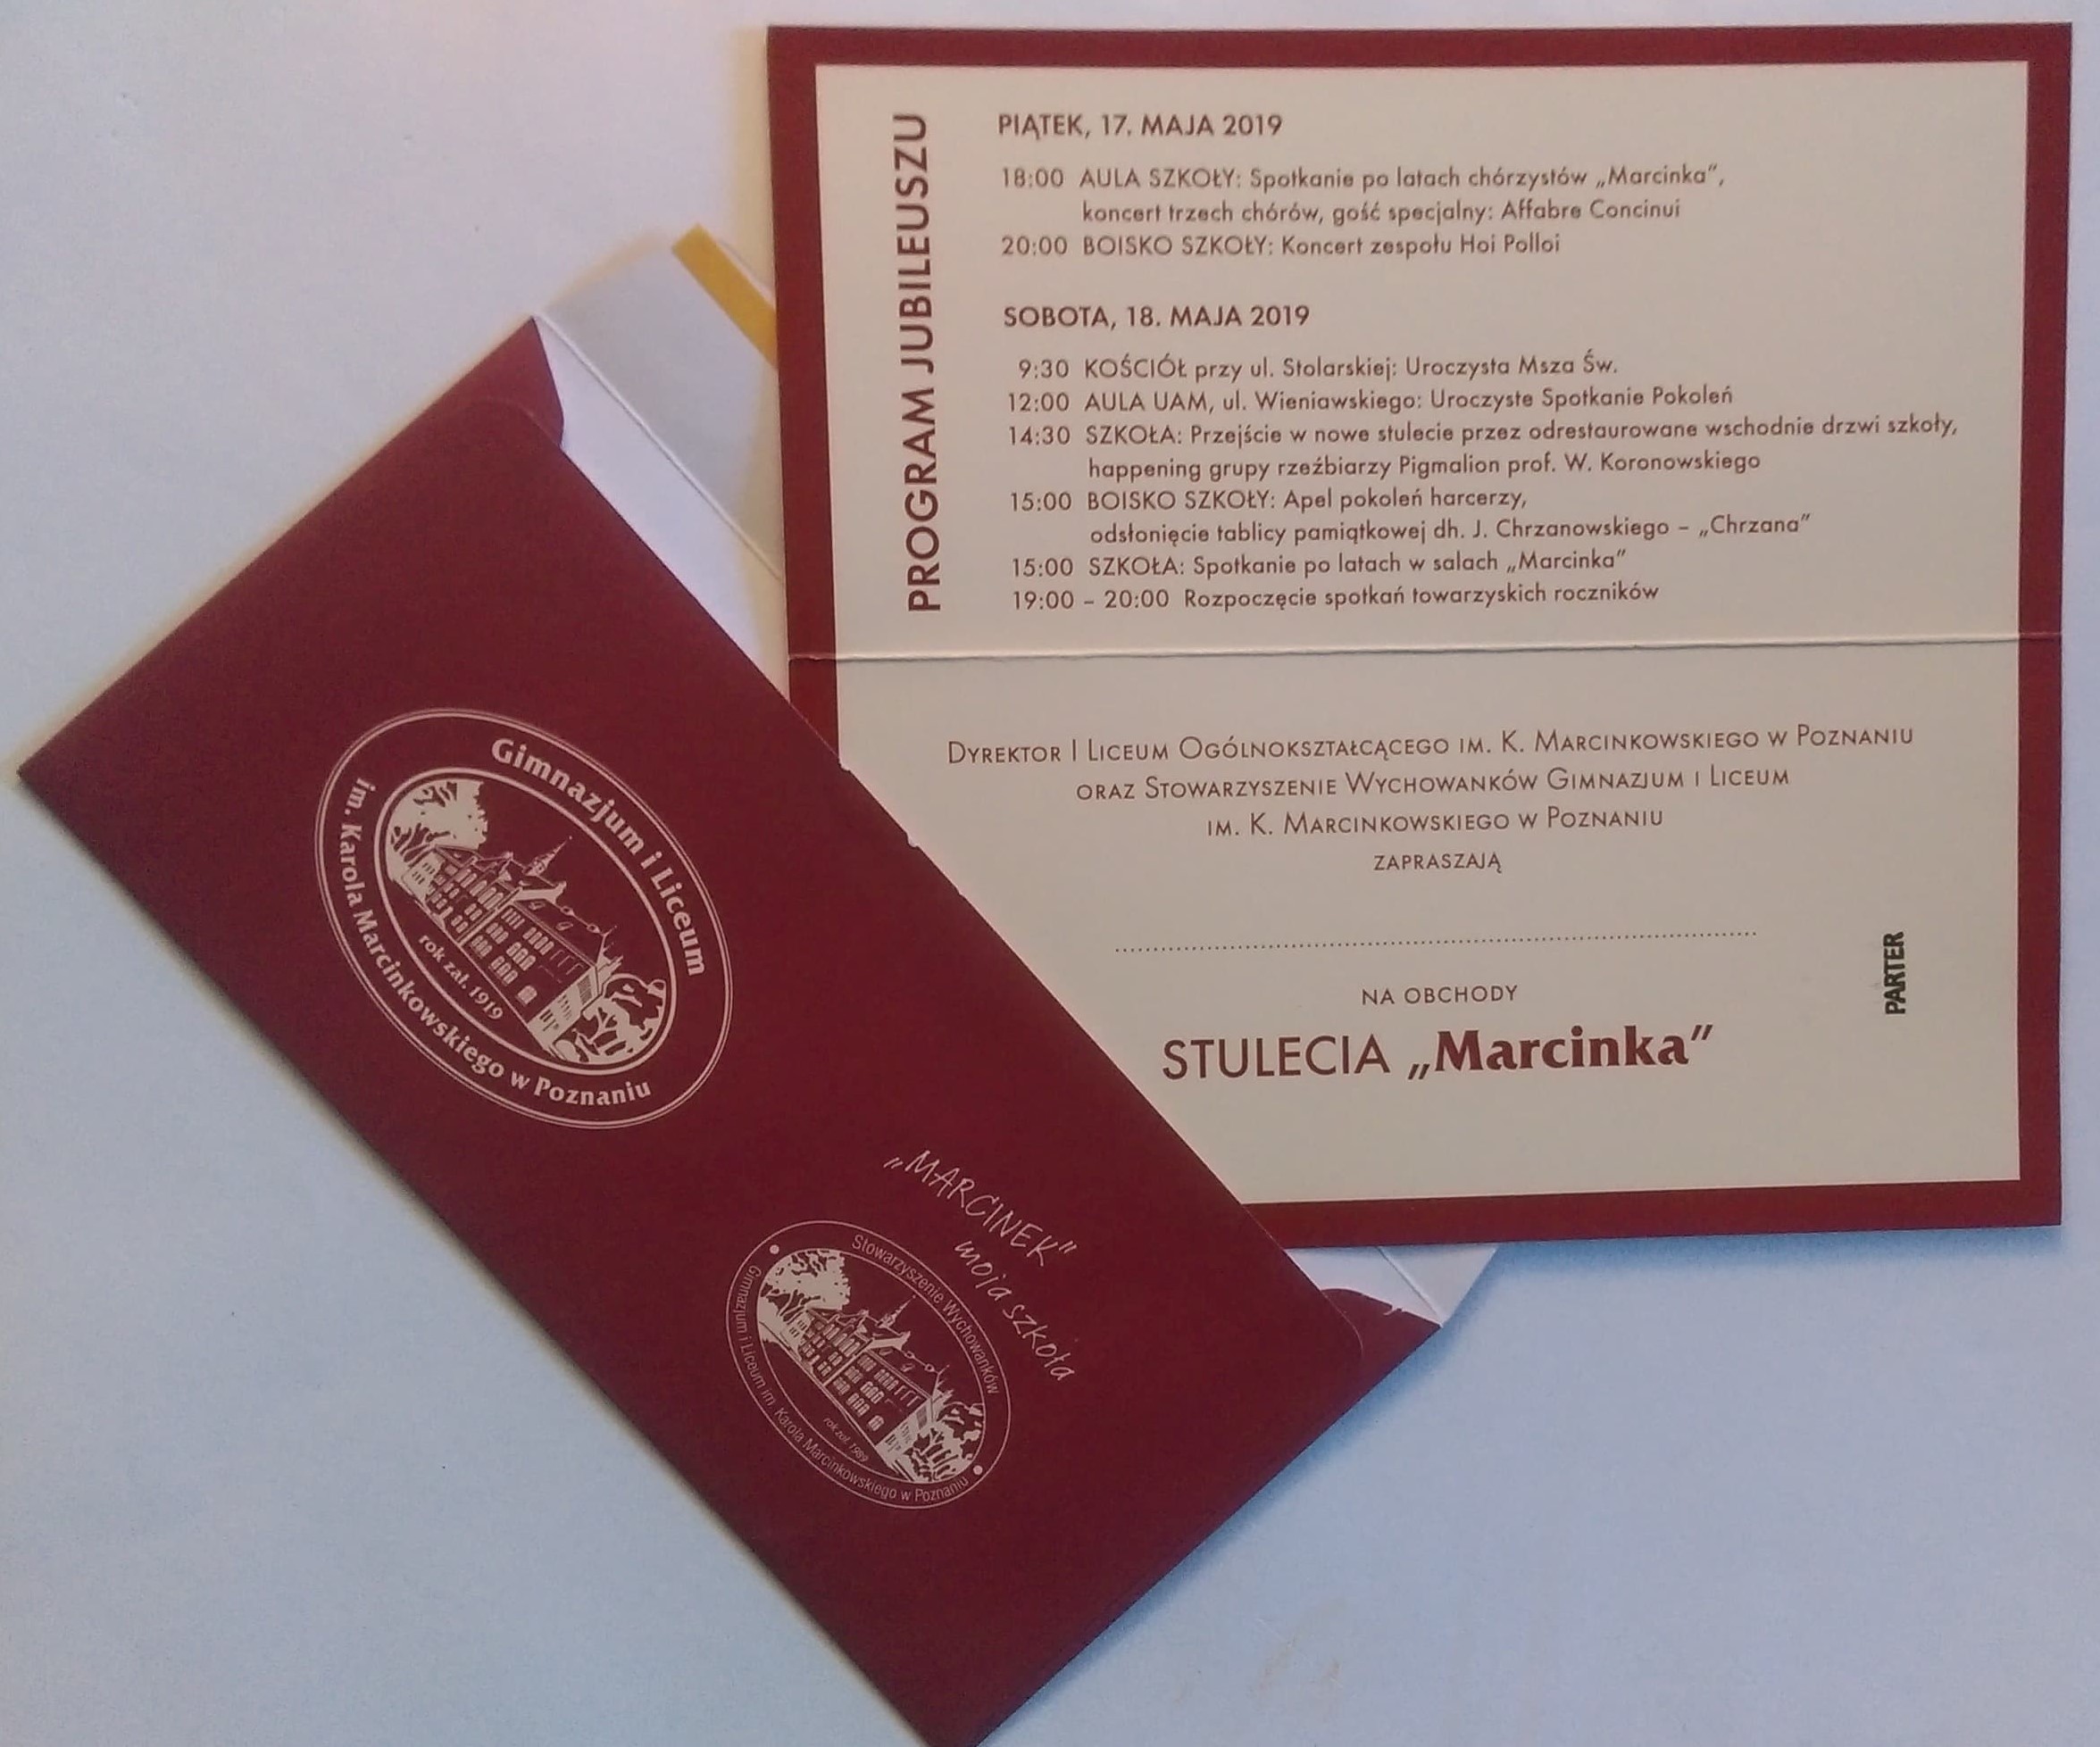 PROGRAM JUBILEUSZU
PIĄTEK, 17. MAJA 2019
18:00 AULA SZKOŁY: Spotkanie po latach chórzystów „Marcinka”,
koncert trzech chórów, gość specjalny: Affabre Concinui
20:00 BOISKO SZKOŁY: Koncert zespołu Hoi Polloi
SOBOTA, 18. MAJA 2019
9:30 KOŚCIÓŁ przy ul. Stolarskiej: Uroczysta Msza Św.
12:00 AULA UAM, ul. Wieniawskiego: Uroczyste Spotkanie Pokoleń
14:30 SZKOŁA: Przejście w nowe stulecie przez odrestaurowane wschodnie drzwi szkoły,
happening grupy rzeźbiarzy Pigmalion prof. W. Koronowskiego
15:00 BOISKO SZKOŁY: Apel pokoleń harcerzy,
odsłonięcie tablicy pamiątkowej dh. J. Chrzanowskiego – „Chrzana”
15:00 SZKOŁA: Spotkanie po latach w salach „Marcinka”
19:00 – 20:00 Rozpoczęcie spotkań towarzyskich roczników
DYREKTOR I LICEUM OGÓLNOKSZTAŁCĄCEGO IM. K. MARCINKOWSKIEGO W POZNANIU
ORAZ STOWARZYSZENIE WYCHOWANKÓW GIMNAZJUM I LICEUM
IM. K. MARCINKOWSKIEGO W POZNANIU
ZAPRASZAJĄ
NA OBCHODY
STULECIA „Marcinka”
PARTER
Gimnazjum i Liceum
im. Karola Marcinkowskiego w Poznaniu
rok zał. 1919
„MARCINEK”
moja szkoła
Stowarzyszenie Wychowanków
Gimnazjum i Liceum im. Karola Marcinkowskiego w Poznaniu
rok zał. 1989